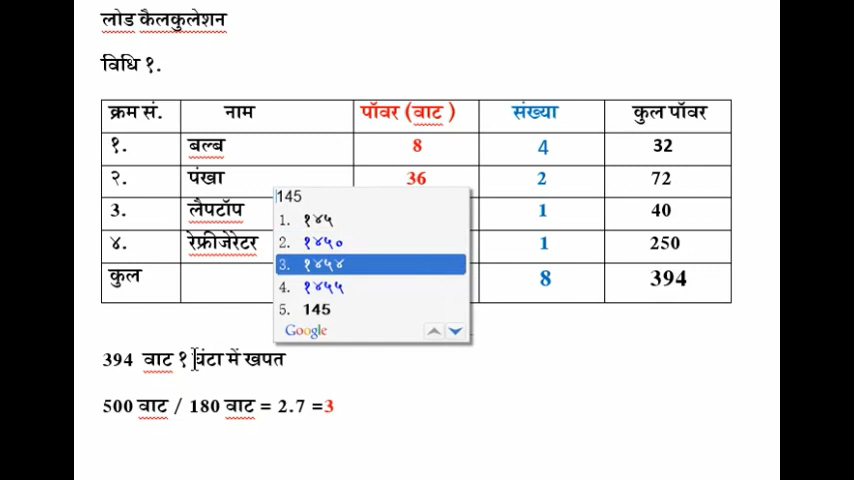 लोड कैलकुलेशन
विधि १.
क्रम सं. नाम पॉवर (वाट ) संख्या कुल पॉवर
१. बल्ब 8 4 32
२. पंखा 36 2 72
3. लैपटॉप 1 40
४. रेफ्रीजेरेटर 1 250
कुल 8 394
145
1. १४५
2. १४५०
3. १४५४
4. १४५५
5. 145
Google
394 वाट १ घंटा में खपत
500 वाट / 180 वाट = 2.7 =3